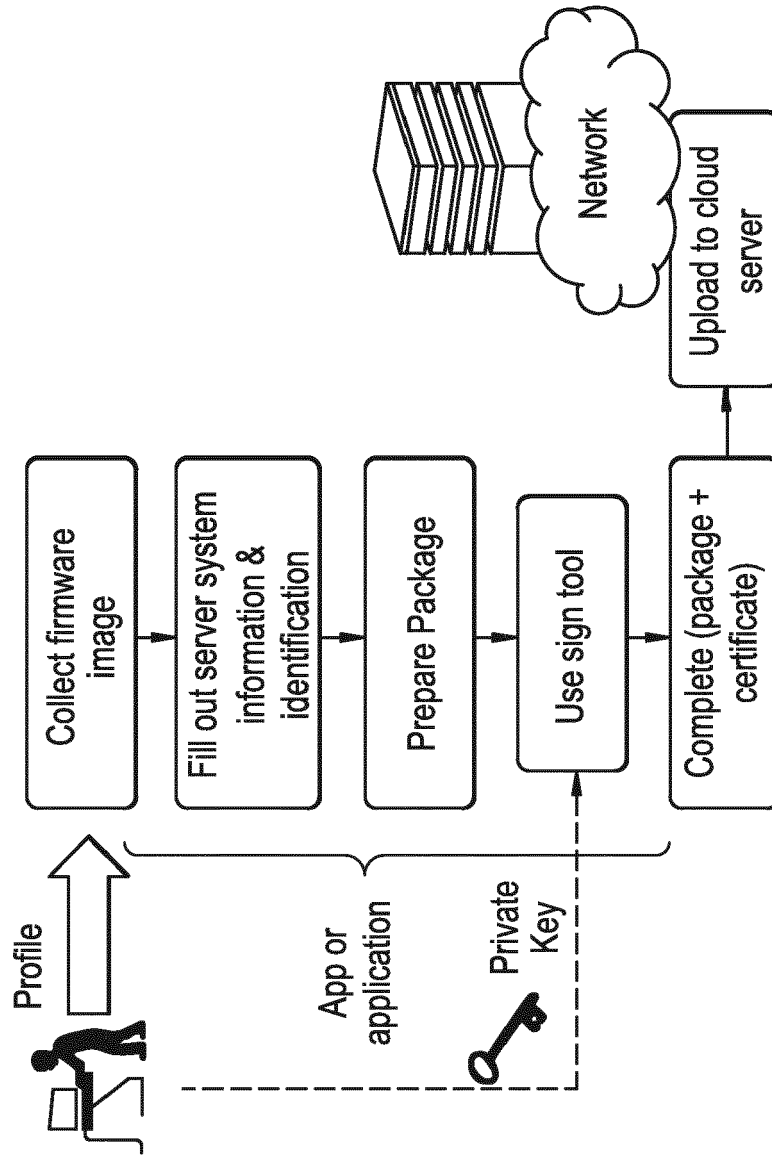 Profile
Collect firmware
image
Fill out server system
information &
identification
App or
application
Prepare Package
Private
Key
Use sign tool
Complete (package +
certificate)
Upload to cloud
server
Network